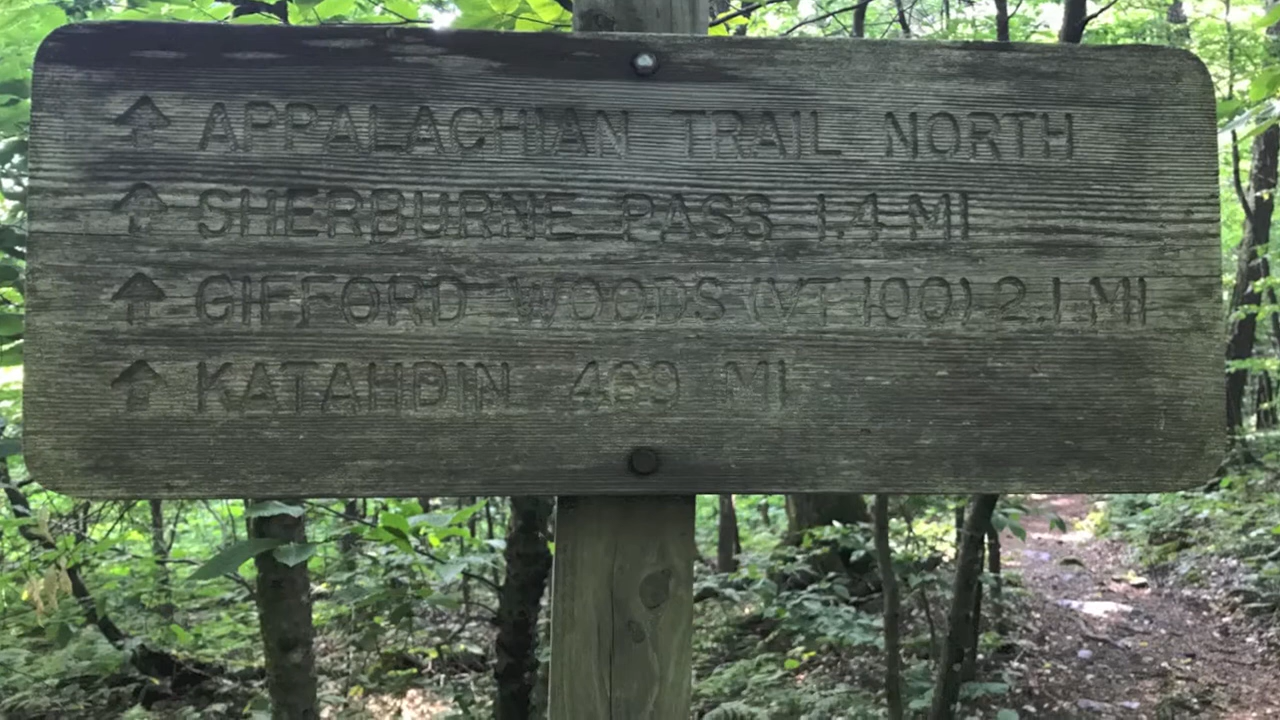 ↑ APPALACHIAN TRAIL NORTH
↑ SHERBURNE PASS 1.4 MI
↑ GIFFORD WOODS (VT 100) 2.1 MI
↑ KATAHDIN 469 MI